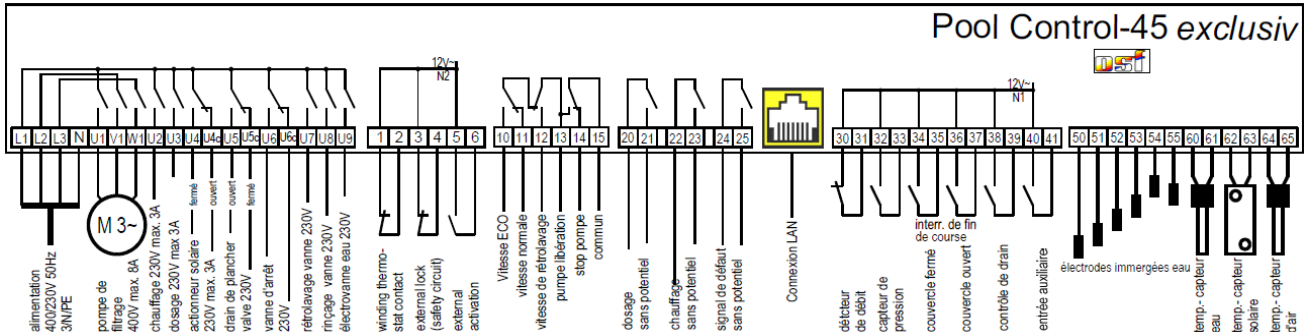 Pool Control-45 exclusiv
osf
12V~
N2
12V~
N1
L1 L2 L3 N U1 V1 W1 U2 U3 U4 U4c U5 U5c U6 U6c U7 U8 U9
1 2 3 4 5 6
10 11 12 13 14 15
20 21 22 23 24 25
30 31 32 33 34 35 36 37 38 39 40 41
50 51 52 53 54 55 60 61 62 63 64 65
M 3~
alimentation
400/230V 50Hz
3/N/PE
pompe de
filtrage
400V max. 8A
chauffage 230V max. 3A
dosage 230V max 3A
actionneur solaire
230V max. 3A
fermé
ouvert
drain de plancher
valve 230V
ouvert
fermé
vanne d'arrêt
230V
rétrolavage vanne 230V
rinçage vanne 230V
électrovanne eau 230V
winding thermo-
stat contact
external lock
(safety circuit)
external
activation
Vitesse ECO
vitesse normale
vitesse de rétrolavage
pumpe libération
stop pompe
commun
dosage
sans potentiel
chauffage
sans potentiel
signal de défaut
sans potentiel
Connexion LAN
détcteur
de débit
capteur de
pression
interr. de fin
de course
couvercle fermé
couvercle ouvert
contrôle de drain
entrée auxiliaire
électrodes immergées eau
temp.- capteur
eau
temp.- capteur
solaire
temp.- capteur
d'air